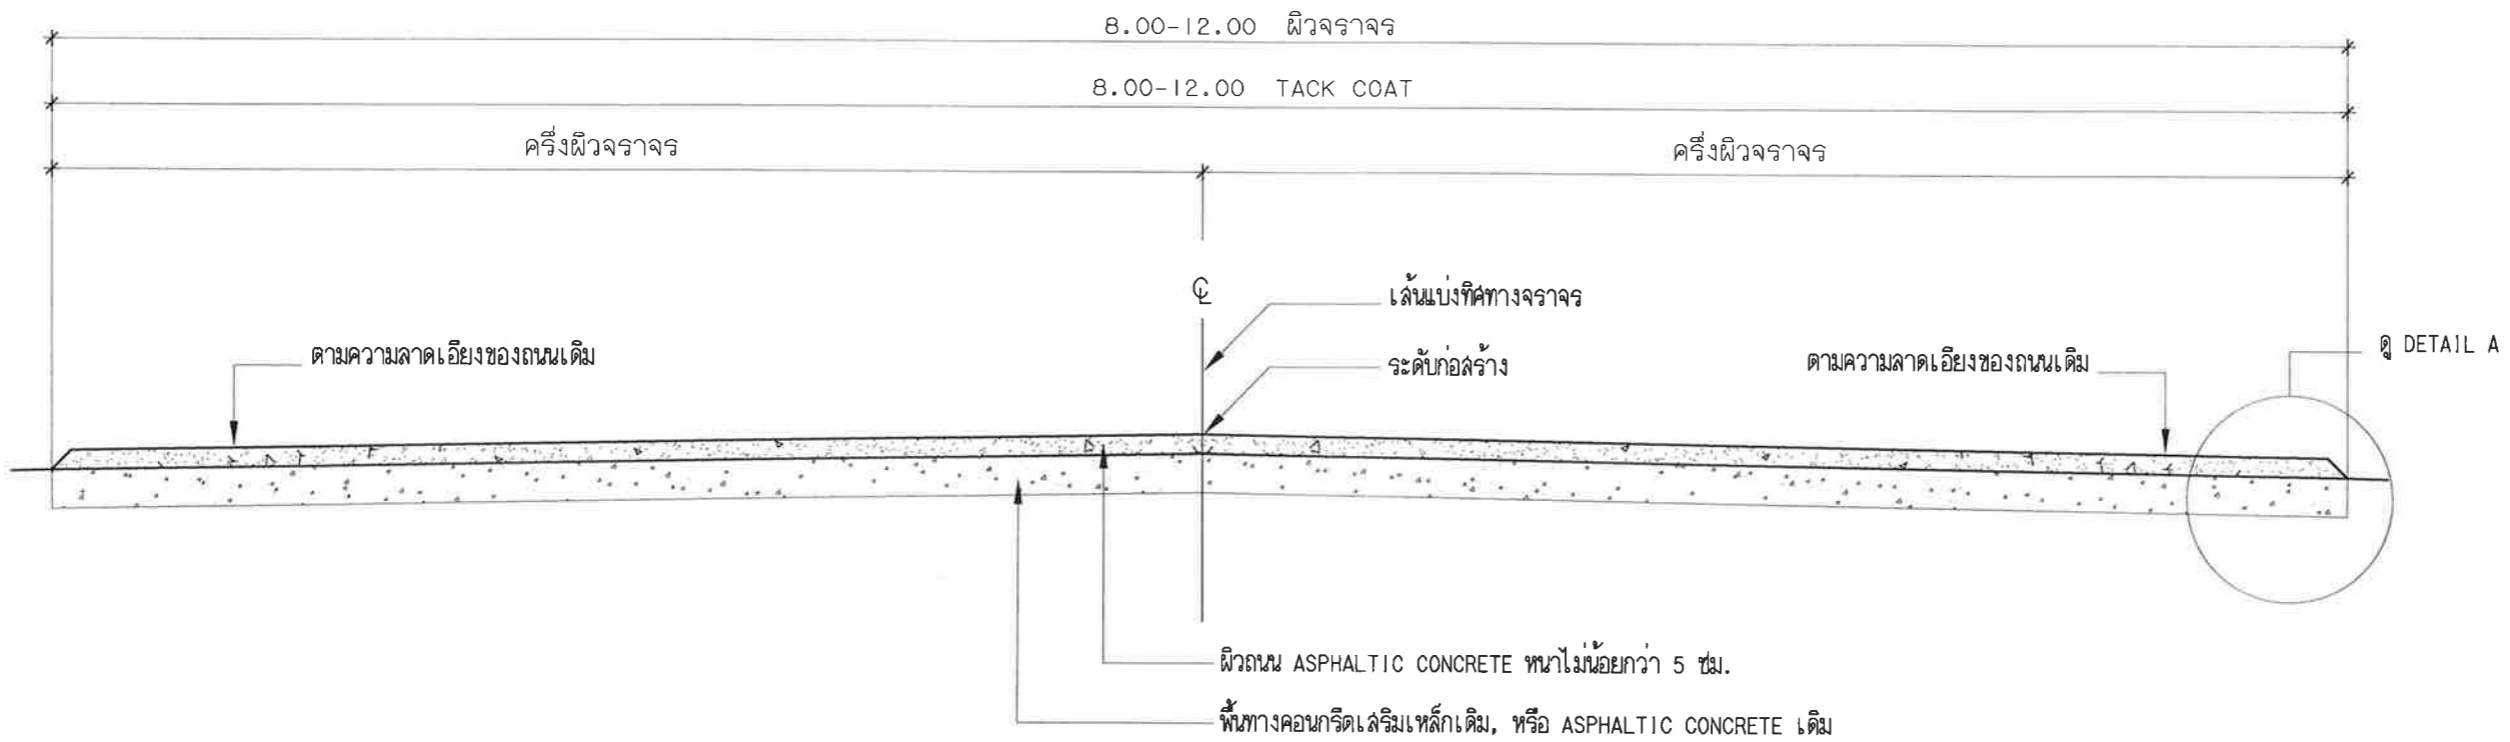 8.00-12.00 ผิวจราจร
8.00-12.00 TACK COAT
ครึ่งผิวจราจร
ครึ่งผิวจราจร
℄
เส้นแบ่งทิศทางจราจร
ดู DETAIL A
ตามความลาดเอียงของถนนเดิม
ระดับก่อสร้าง
ตามความลาดเอียงของถนนเดิม
ผิวถนน ASPHALTIC CONCRETE หนาไม่น้อยกว่า 5 ซม.
พื้นทางคอนกรีตเสริมเหล็กเดิม, หรือ ASPHALTIC CONCRETE เดิม